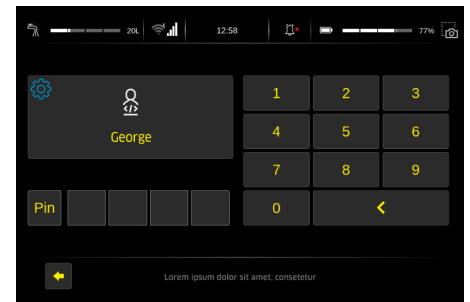 20L 12:58 77%
George
1 2 3
4 5 6
7 8 9
Pin 0
Lorem ipsum dolor sit amet, consetetur